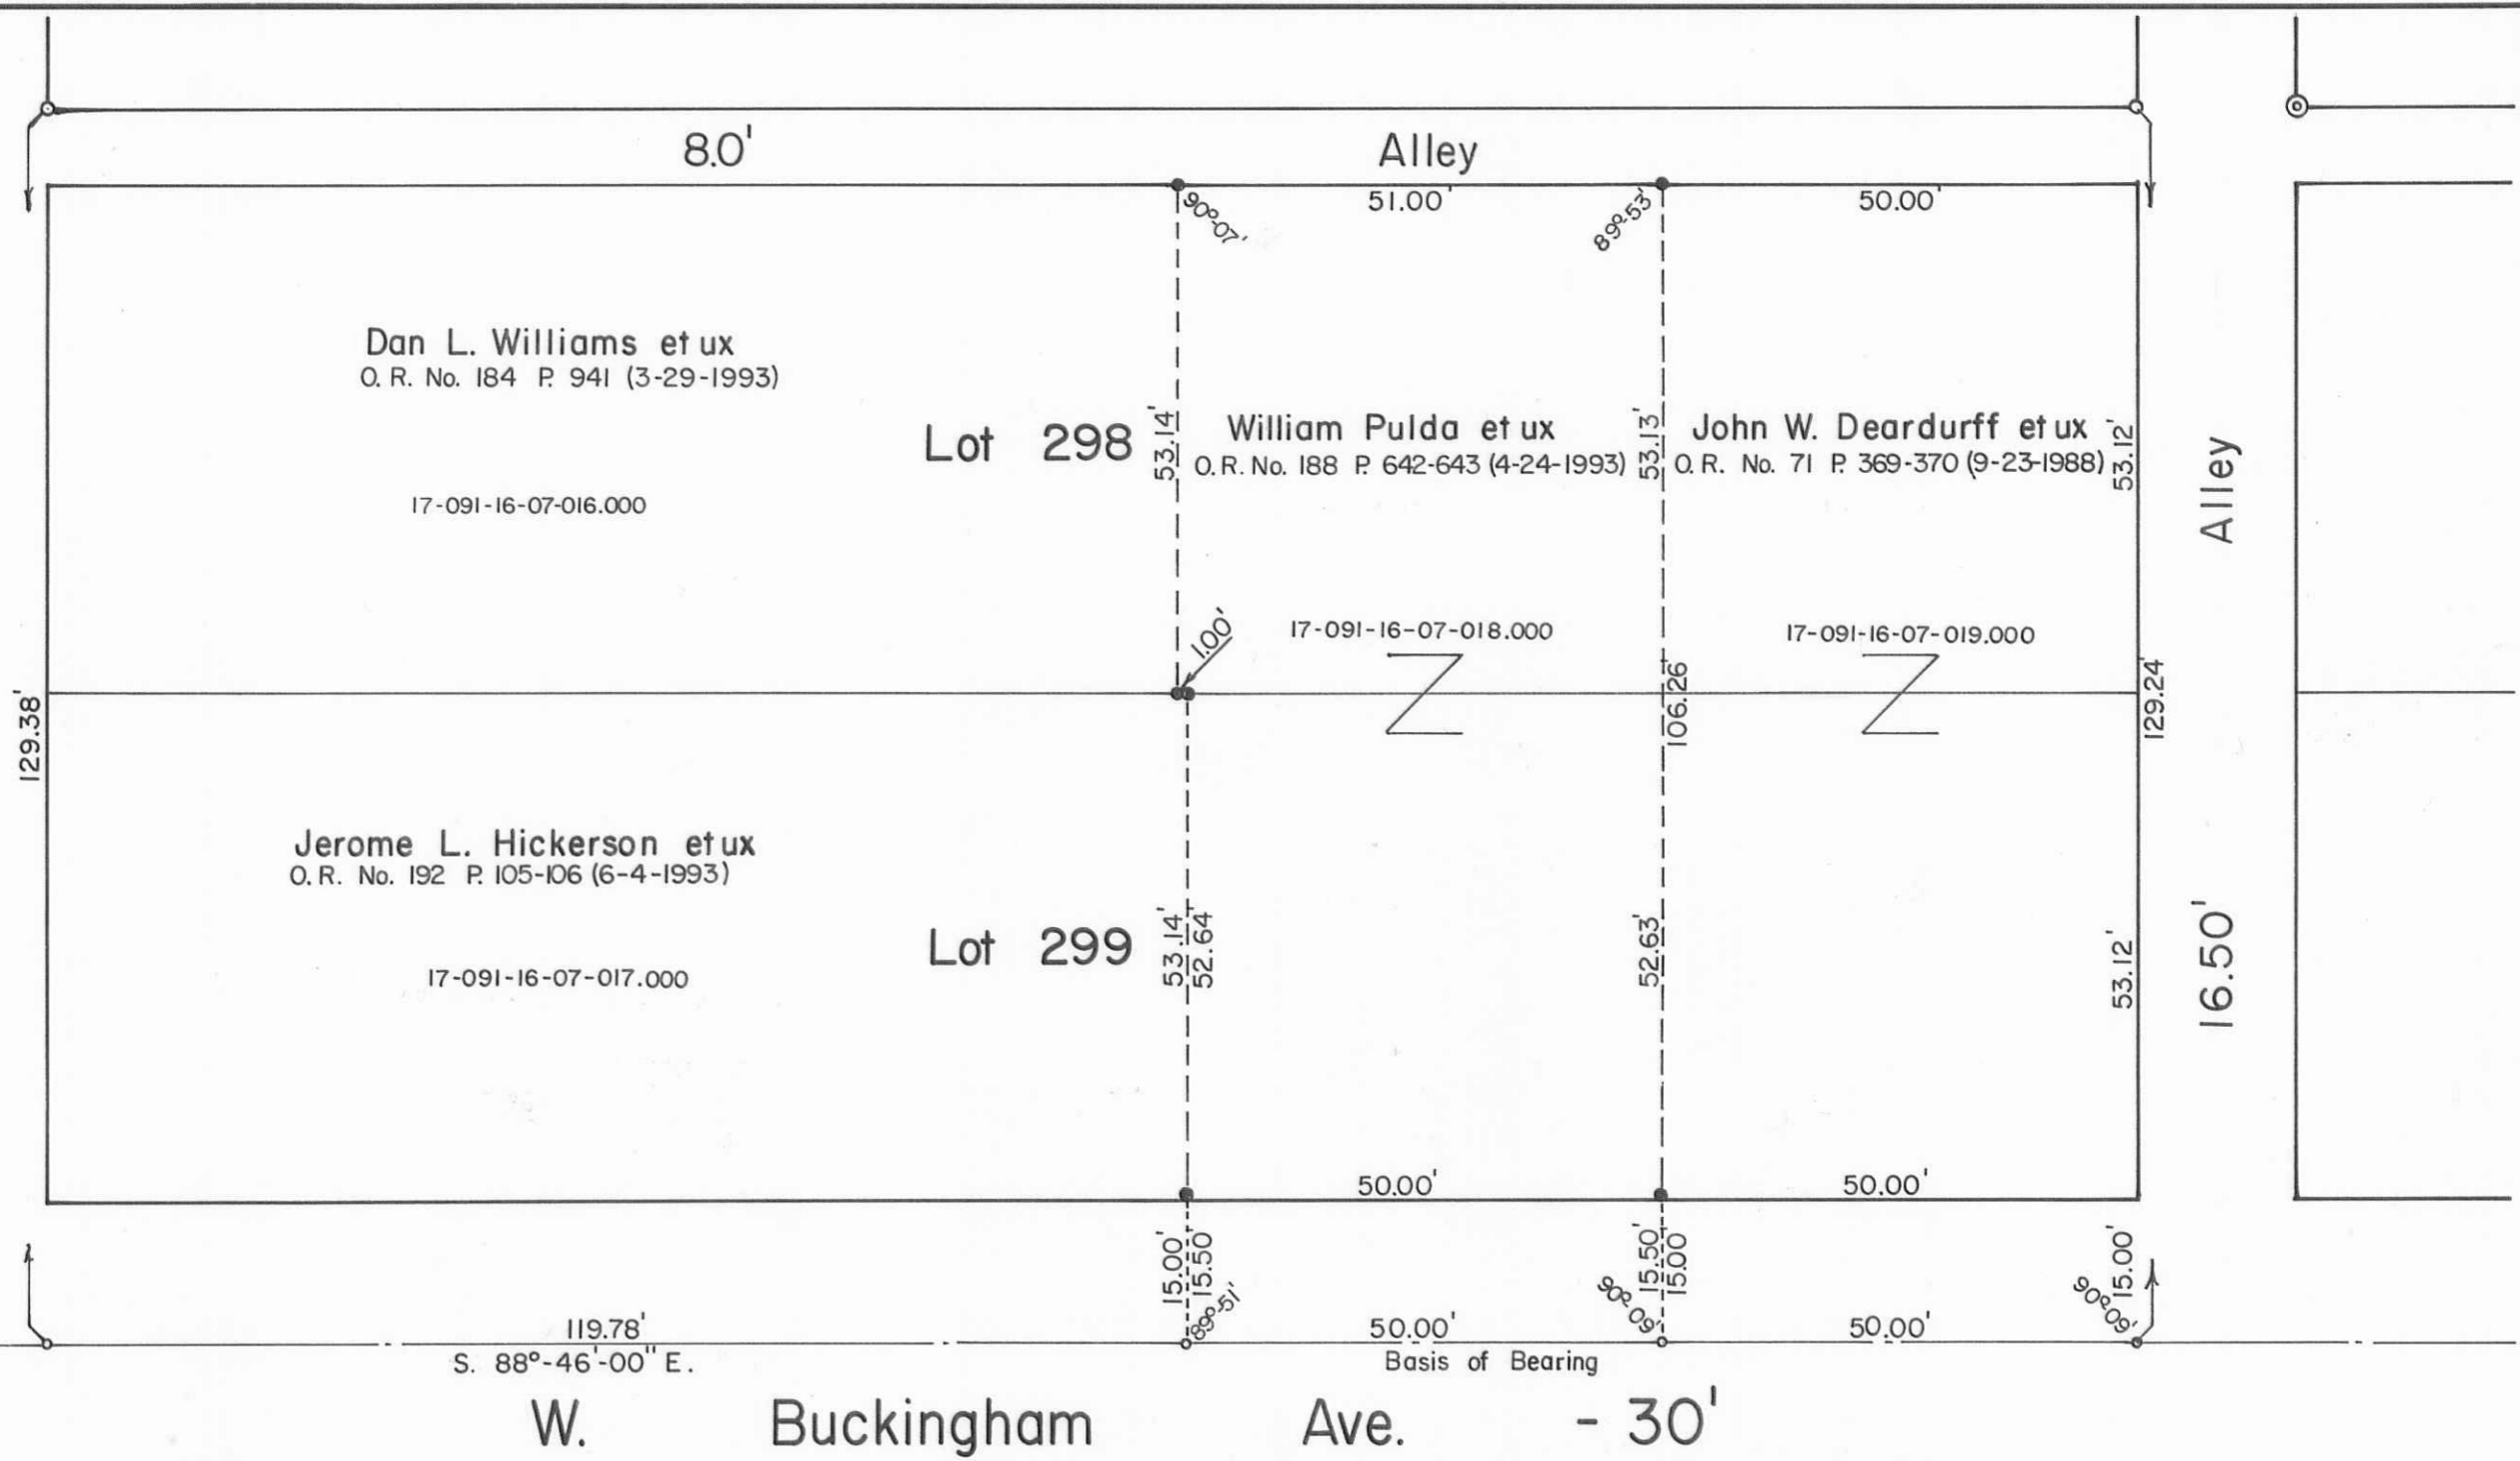 8.0' Alley
51.00' 50.00'
90°-07' 89°-53'
Dan L. Williams et ux
O. R. No. 184 P. 941 (3-29-1993)
Lot 298
53.14'
William Pulda et ux
O. R. No. 188 P. 642-643 (4-24-1993)
53.13'
John W. Deardurff et ux
O. R. No. 71 P. 369-370 (9-23-1988)
53.12'
Alley
17-091-16-07-016.000
1.00'
17-091-16-07-018.000
17-091-16-07-019.000
129.38'
106.26'
129.24'
Jerome L. Hickerson et ux
O. R. No. 192 P. 105-106 (6-4-1993)
Lot 299
53.14'
52.64'
52.63'
53.12'
16.50'
17-091-16-07-017.000
50.00' 50.00'
15.00'
15.50'
15.50'
15.00'
15.00'
89°-51'
90°-09'
90°-09'
119.78' 50.00' 50.00'
S. 88°-46'-00" E. Basis of Bearing
W. Buckingham Ave. - 30'